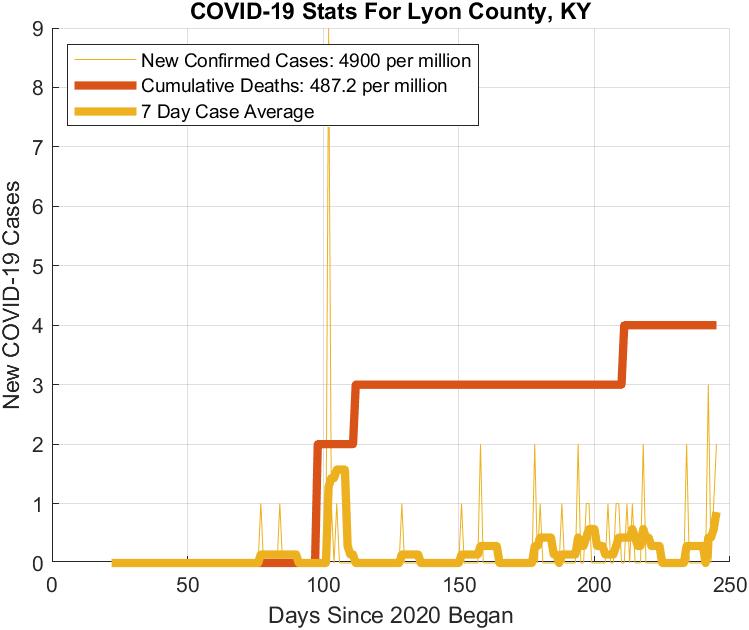 COVID-19 Stats For Lyon County, KY
New Confirmed Cases: 4900 per million
Cumulative Deaths: 487.2 per million
7 Day Case Average
New COVID-19 Cases
9
8
7
6
5
4
3
2
1
0
0 50 100 150 200 250
Days Since 2020 Began